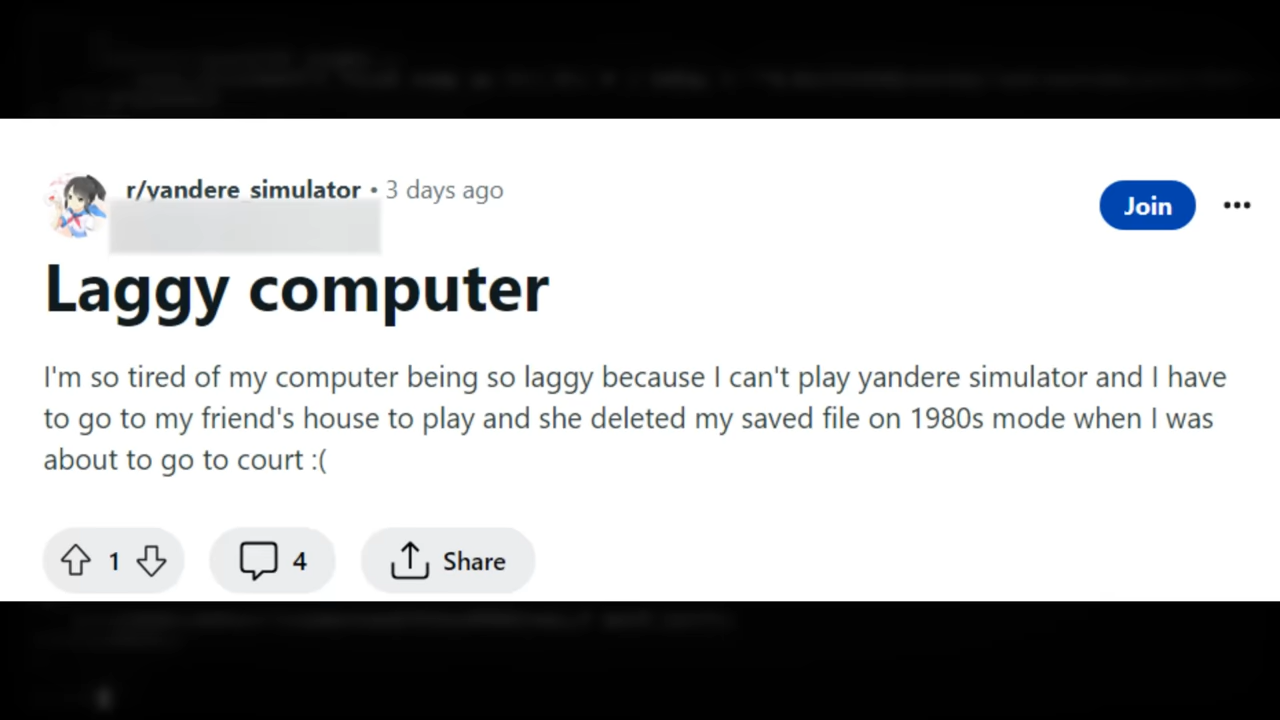 r/yandere_simulator • 3 days ago
Join
Laggy computer
I'm so tired of my computer being so laggy because I can't play yandere simulator and I have
to go to my friend's house to play and she deleted my saved file on 1980s mode when I was
about to go to court :(
1
4
Share